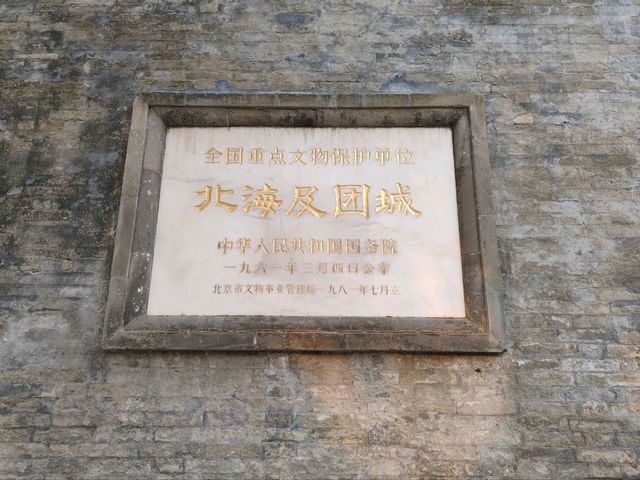 全国重点文物保护单位
北海及团城
中华人民共和国国务院
一九六一年三月四日公布
北京市文物事业管理局一九八一年七月立